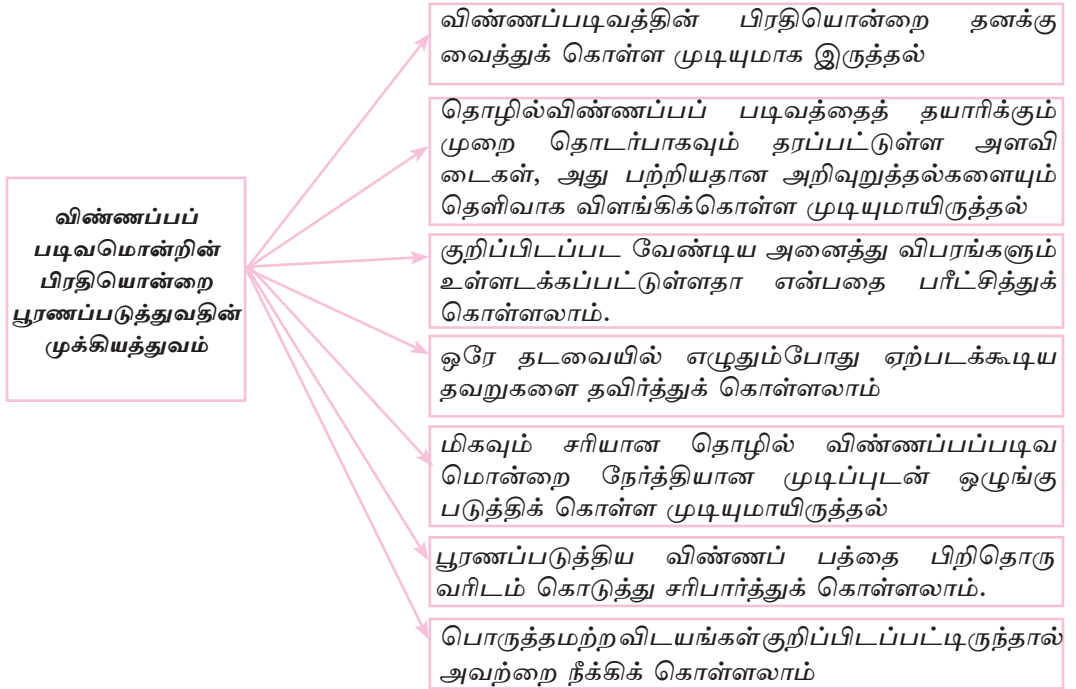 விண்ணப்பப்
படிவமொன்றின்
பிரதியொன்றை
பூரணப்படுத்துவதின்
முக்கியத்துவம்
விண்ணப்படிவத்தின் பிரதியொன்றை தனக்கு
வைத்துக் கொள்ள முடியுமாக இருத்தல்
தொழில்விண்ணப்பப் படிவத்தைத் தயாரிக்கும்
முறை தொடர்பாகவும் தரப்பட்டுள்ள அளவி
டைகள், அது பற்றியதான அறிவுறுத்தல்களையும்
தெளிவாக விளங்கிக்கொள்ள முடியுமாயிருத்தல்
குறிப்பிடப்பட வேண்டிய அனைத்து விபரங்களும்
உள்ளடக்கப்பட்டுள்ளதா என்பதை பரீட்சித்துக்
கொள்ளலாம்.
ஒரே தடவையில் எழுதும்போது ஏற்படக்கூடிய
தவறுகளை தவிர்த்துக் கொள்ளலாம்
மிகவும் சரியான தொழில் விண்ணப்பப்படிவ
மொன்றை நேர்த்தியான முடிப்புடன் ஒழுங்கு
படுத்திக் கொள்ள முடியுமாயிருத்தல்
பூரணப்படுத்திய விண்ணப் பத்தை பிறிதொரு
வரிடம் கொடுத்து சரிபார்த்துக் கொள்ளலாம்.
பொருத்தமற்றவிடயங்கள்குறிப்பிடப்பட்டிருந்தால்
அவற்றை நீக்கிக் கொள்ளலாம்